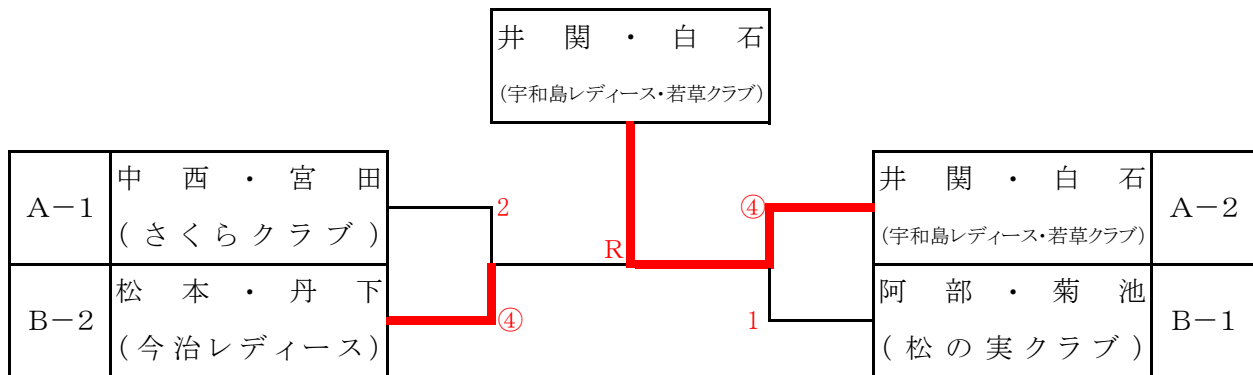 井関・白石
(宇和島レディース・若草クラブ)
A-1
中西・宮田
(さくらクラブ)
2
B-2
松本・丹下
(今治レディース)
④
R
④
井関・白石
(宇和島レディース・若草クラブ)
A-2
1
阿部・菊池
(松の実クラブ)
B-1